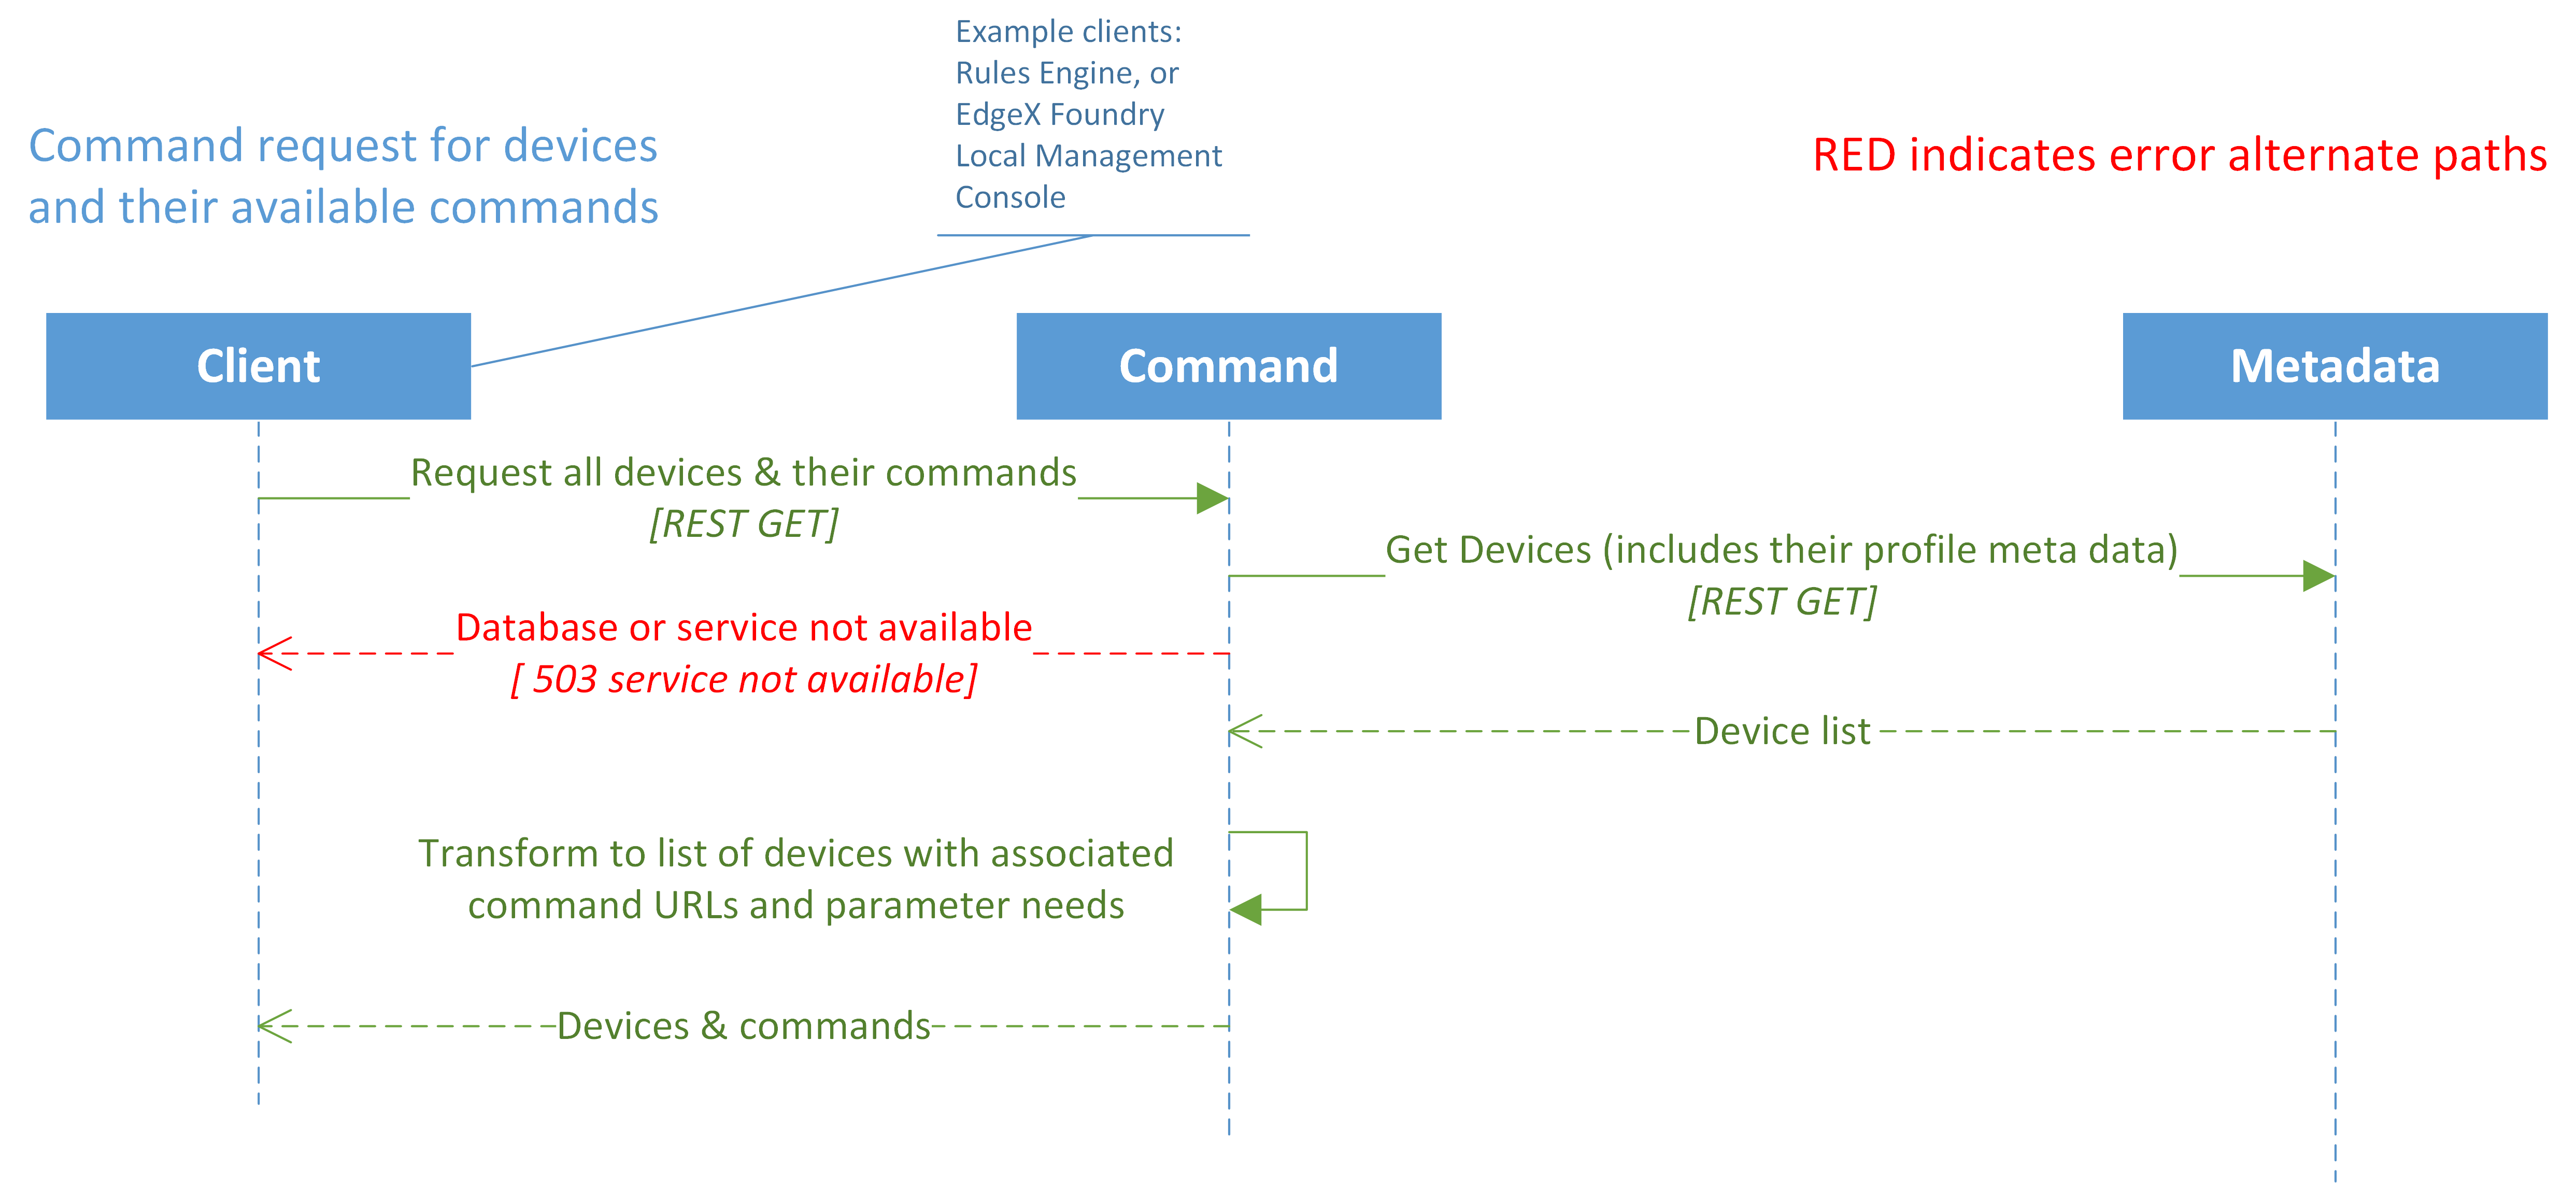 Example clients:
Rules Engine, or
EdgeX Foundry
Local Management
Console
Command request for devices
and their available commands
RED indicates error alternate paths
Client
Command
Metadata
Request all devices & their commands
[REST GET]
Get Devices (includes their profile meta data)
[REST GET]
Database or service not available
[ 503 service not available]
Device list
Transform to list of devices with associated
command URLs and parameter needs
Devices & commands